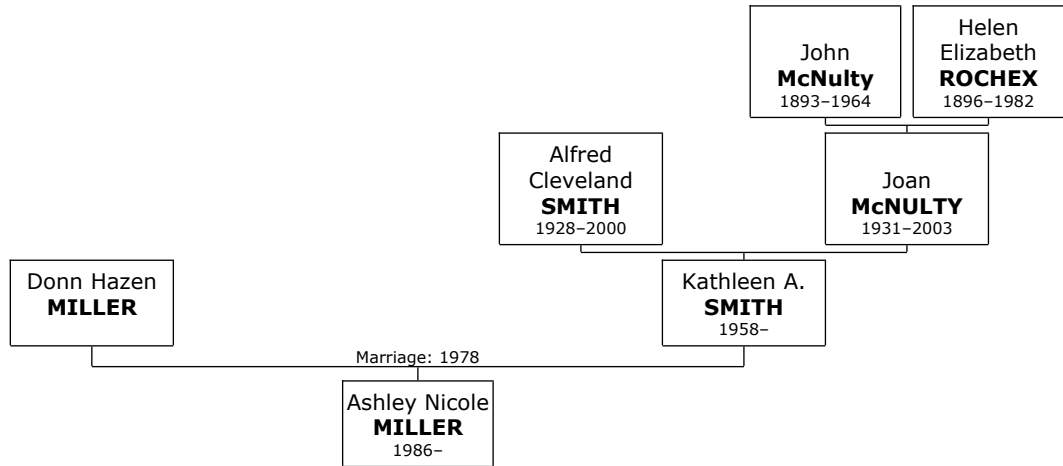 John
McNulty
1893–1964
Helen
Elizabeth
ROCHEX
1896–1982
Alfred
Cleveland
SMITH
1928–2000
Joan
McNULTY
1931–2003
Donn Hazen
MILLER
Kathleen A.
SMITH
1958–
Marriage: 1978
Ashley Nicole
MILLER
1986–